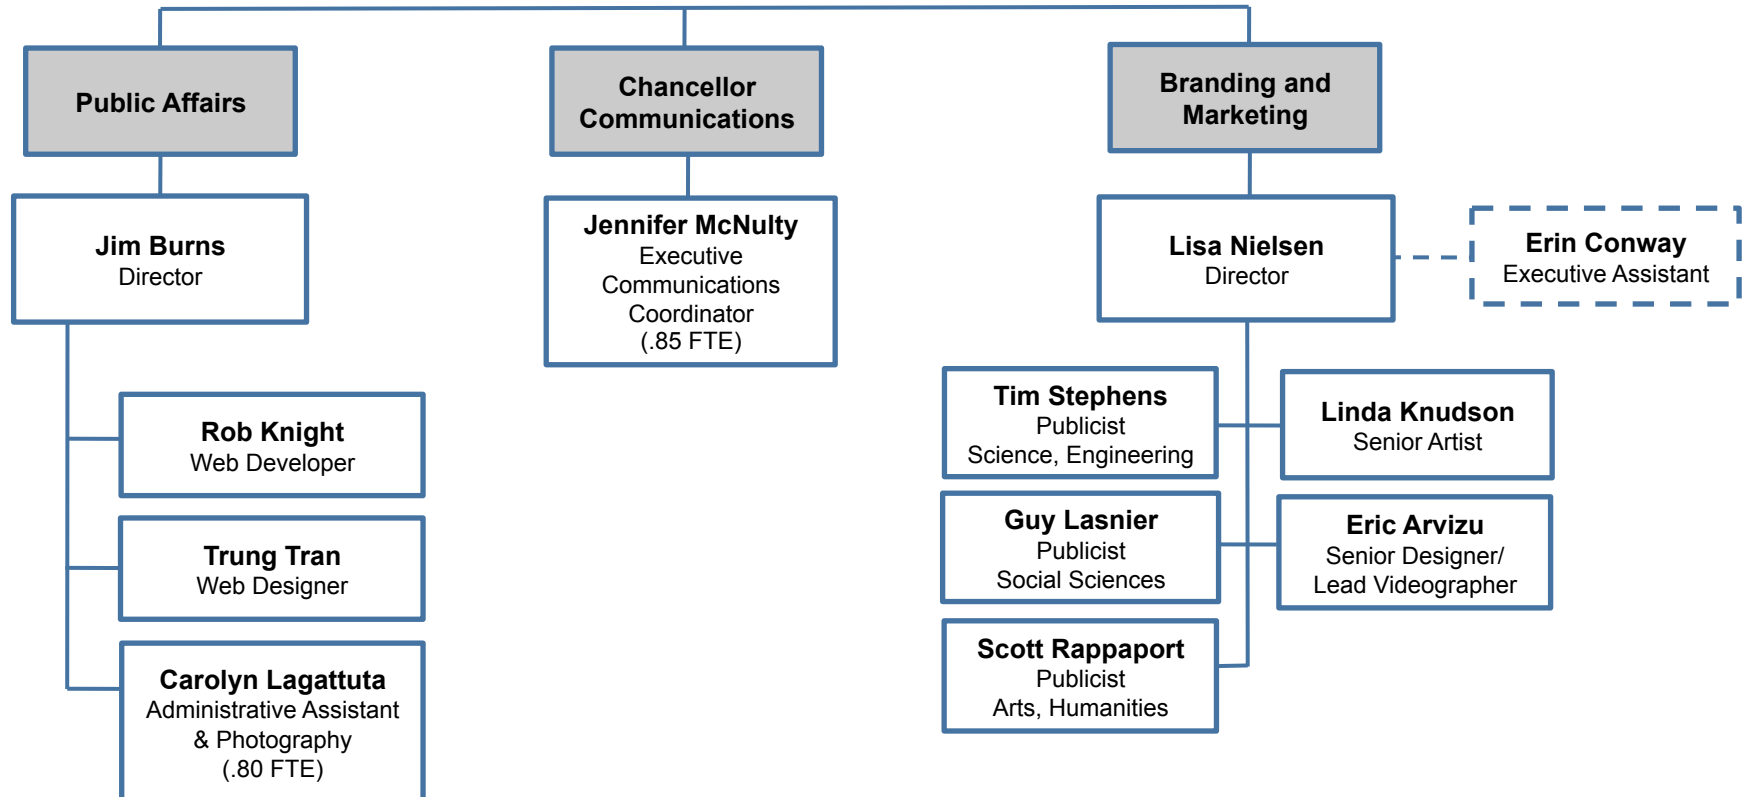 Public Affairs
Chancellor
Communications
Branding and
Marketing
Jim Burns
Director
Jennifer McNulty
Executive
Communications
Coordinator
(.85 FTE)
Lisa Nielsen
Director
Erin Conway
Executive Assistant
Rob Knight
Web Developer
Trung Tran
Web Designer
Carolyn Lagattuta
Administrative Assistant
& Photography
(.80 FTE)
Tim Stephens
Publicist
Science, Engineering
Linda Knudson
Senior Artist
Guy Lasnier
Publicist
Social Sciences
Eric Arvizu
Senior Designer/
Lead Videographer
Scott Rappaport
Publicist
Arts, Humanities